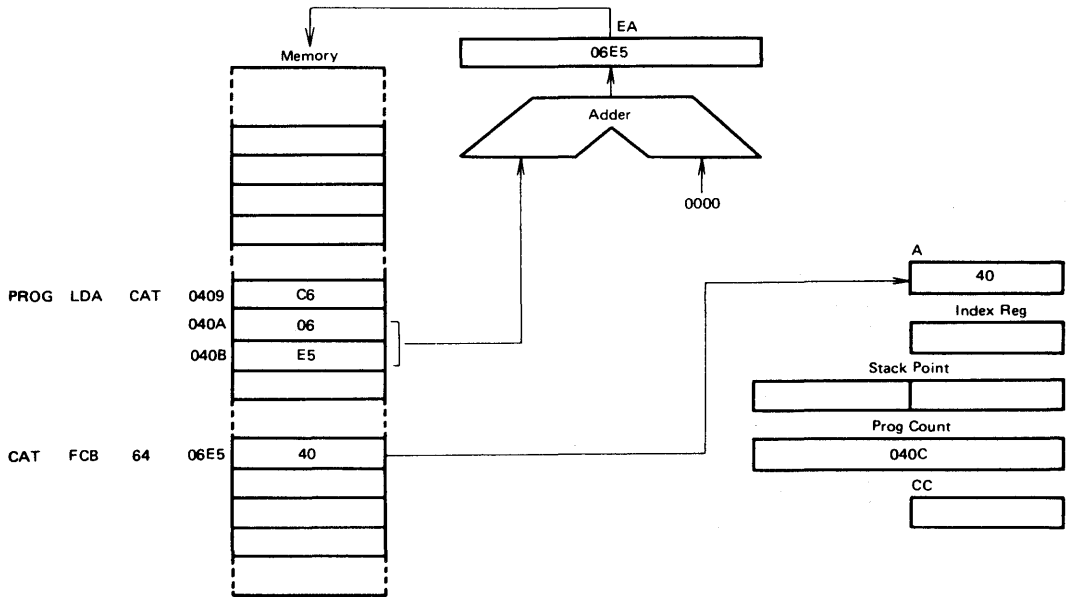 EA
06E5
Memory
Adder
0000
A
PROG LDA CAT 0409 C6
40
040A 06
Index Reg
040B E5
Stack Point
Prog Count
CAT FCB 64 06E5 40
040C
CC